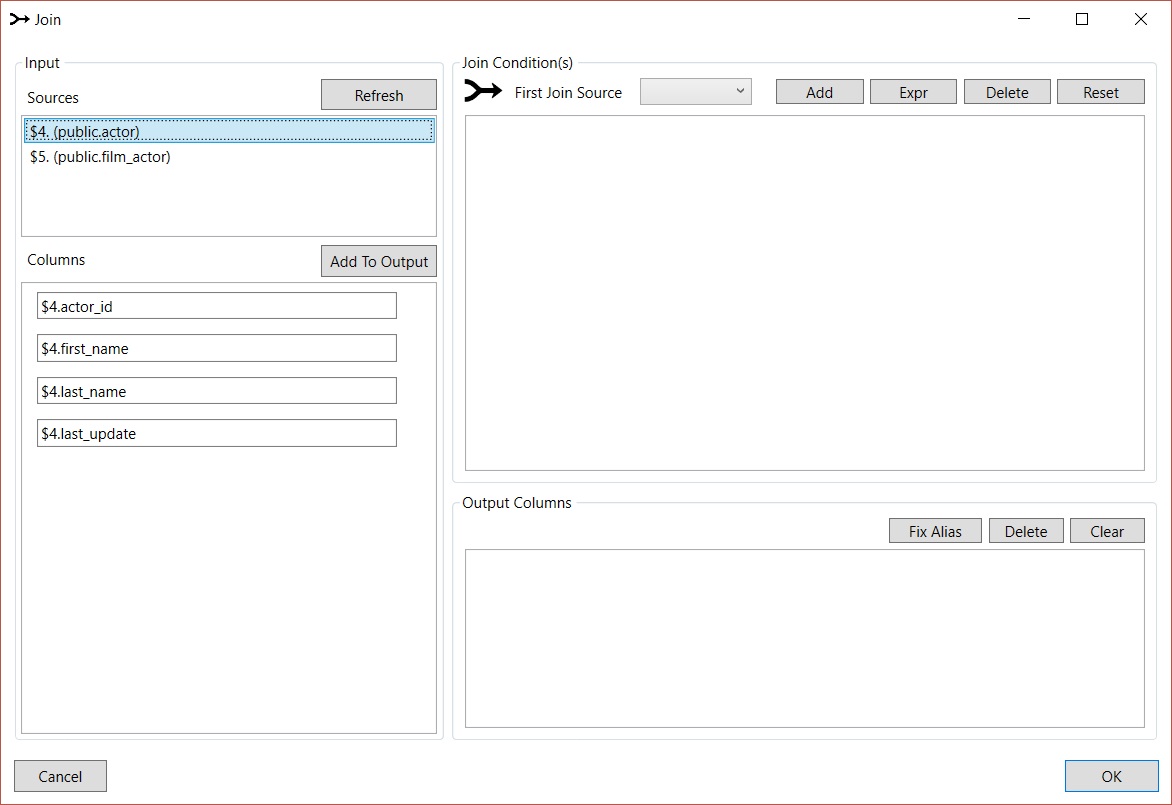 Join
Input
Sources
Refresh
$4. (public.actor)
$5. (public.film_actor)
Columns
Add To Output
$4.actor_id
$4.first_name
$4.last_name
$4.last_update
Join Condition(s)
First Join Source
Add
Expr
Delete
Reset
Output Columns
Fix Alias
Delete
Clear
Cancel
OK